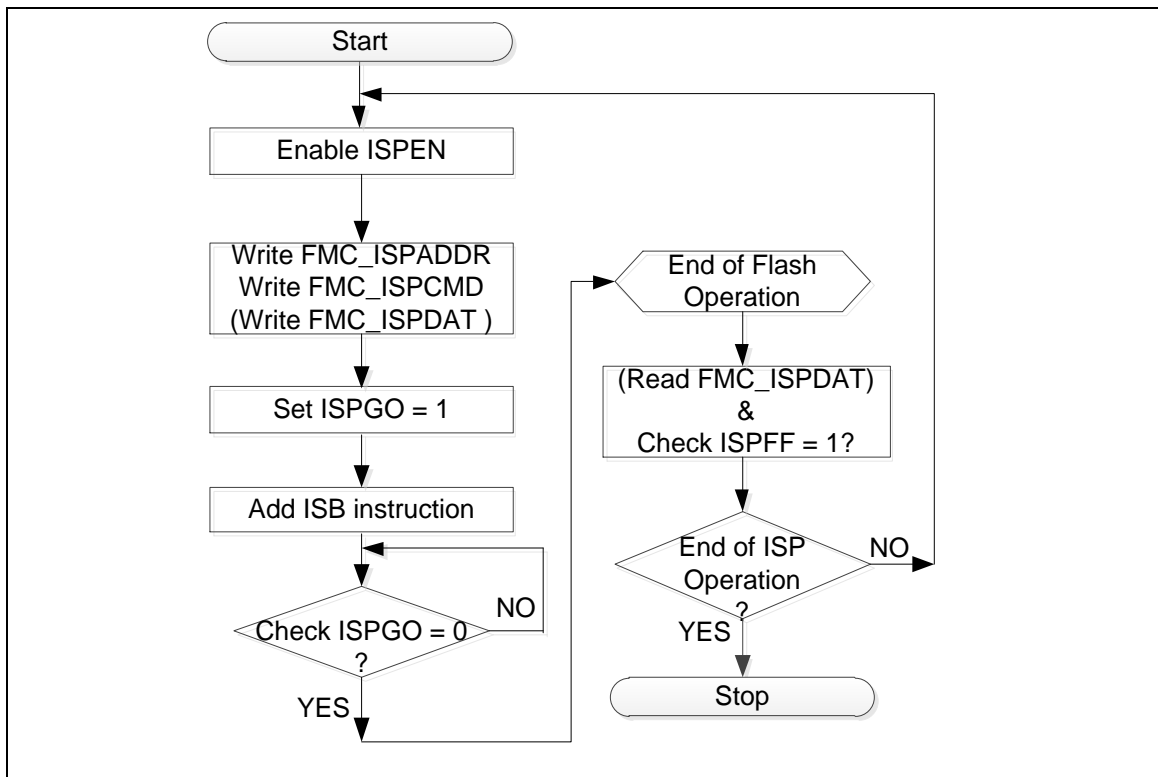 Start
Enable ISPEN
Write FMC_ISPADDR
Write FMC_ISPCMD
(Write FMC_ISPDAT )
Set ISPGO = 1
Add ISB instruction
NO
Check ISPGO = 0
?
YES
End of Flash
Operation
(Read FMC_ISPDAT)
&
Check ISPFF = 1?
End of ISP
Operation
?
NO
YES
Stop